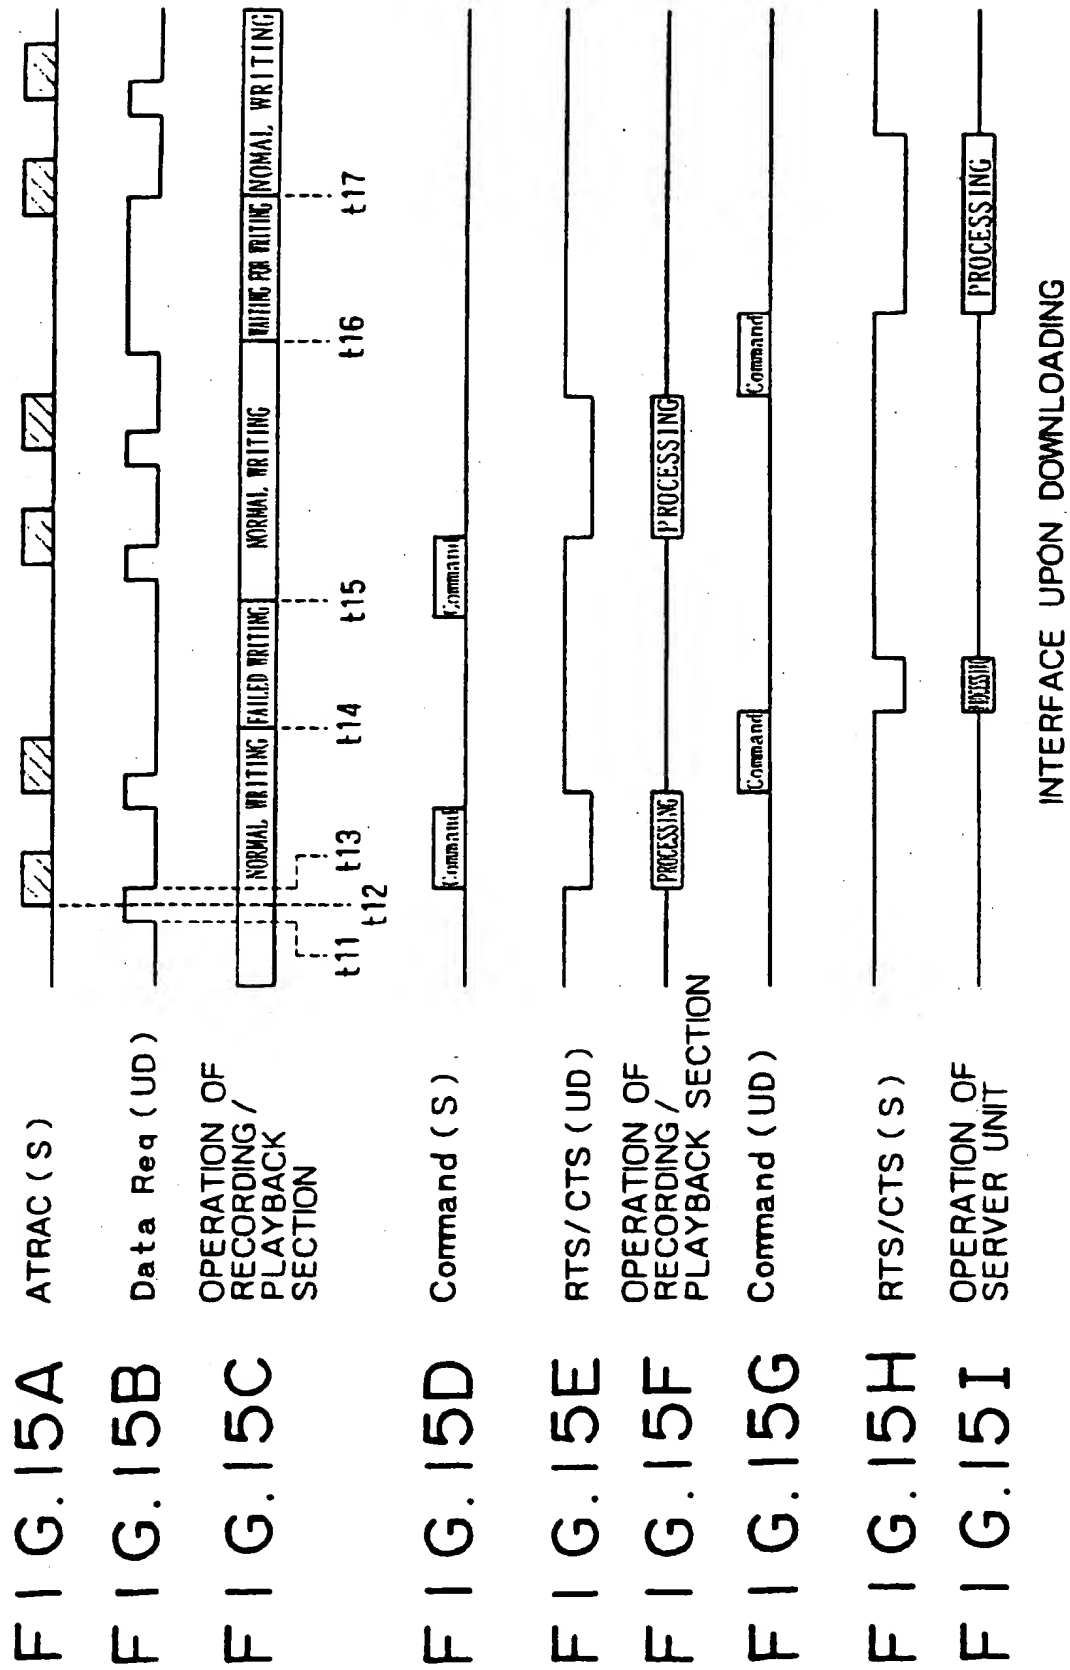 FIG.15A ATRAC(S)
FIG.15B Data Req(UD)
FIG.15C OPERATION OF
RECORDING/
PLAYBACK
SECTION
NORMAL WRITING FAILED WRITING NORMAL WRITING WAITING FOR WRITING NOMAL WRITING
t11 t12 t13 t14 t15 t16 t17
FIG.15D Command(S)
Command Command
FIG.15E RTS/CTS(UD)
FIG.15F OPERATION OF
RECORDING/
PLAYBACK SECTION
PROCESSING PROCESSING
FIG.15G Command(UD)
Command Command
FIG.15H RTS/CTS(S)
FIG.15I OPERATION OF
SERVER UNIT
PROCESSING PROCESSING
INTERFACE UPON DOWNLOADING